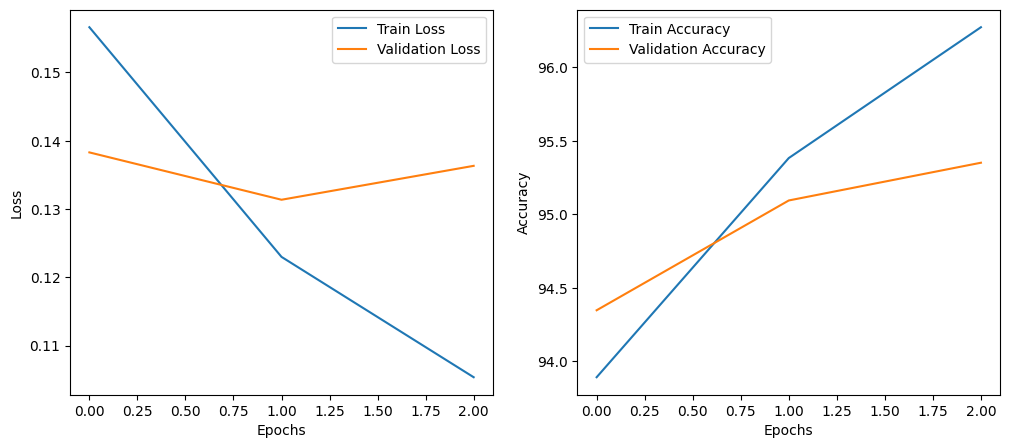 Train Loss
Validation Loss
0.15
0.14
0.13
0.12
0.11
Loss
0.00 0.25 0.50 0.75 1.00 1.25 1.50 1.75 2.00
Epochs
Train Accuracy
Validation Accuracy
96.0
95.5
95.0
94.5
94.0
Accuracy
0.00 0.25 0.50 0.75 1.00 1.25 1.50 1.75 2.00
Epochs